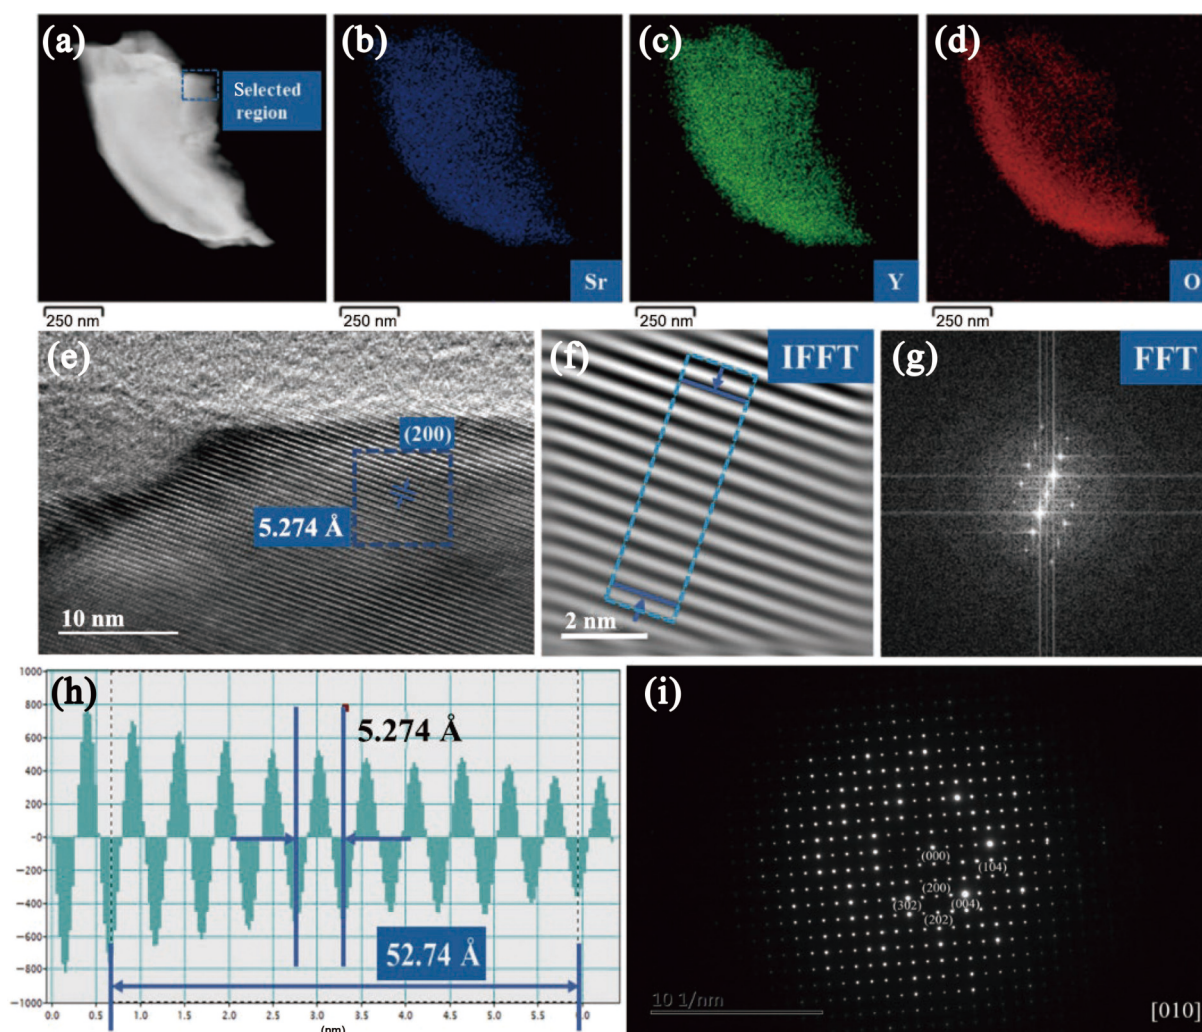 (a)
Selected
region
(b)
Sr
(c)
Y
(d)
O
250 nm
250 nm
250 nm
250 nm
(e)
(200)
5.274 Å
10 nm
(f)
IFFT
2 nm
(g)
FFT
(h)
1000
800
600
400
200
-0
-200
-400
-600
-800
-1000
5.274 Å
52.74 Å
0.0 0.5 1.0 1.5 2.0 2.5 3.0 3.5 4.0 4.5 5.0 5.5 6.0
(nm)
(i)
(000)
(104)
(200)
(302)
(004)
(202)
10 1/nm
[010]